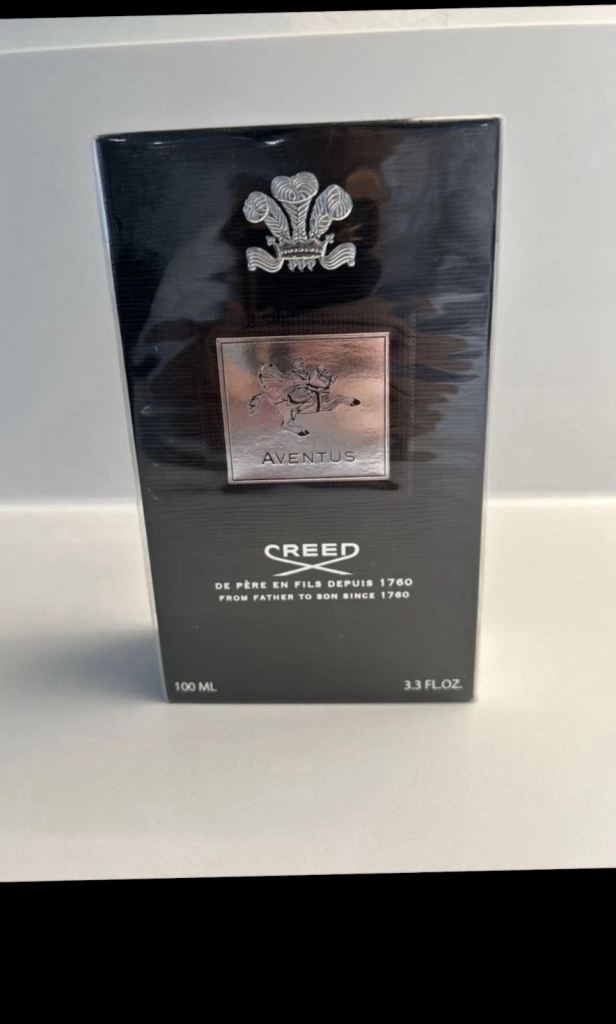 AVENTUS
CREED
DE PÈRE EN FILS DEPUIS 1760
FROM FATHER TO SON SINCE 1760
100 ML
3.3 FL.OZ.